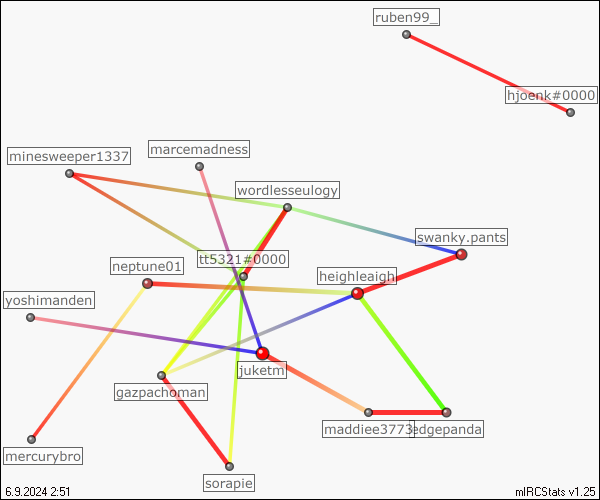 ruben99_
hjoenk#0000
marcemadness
minesweeper1337
wordlesseulogy
swanky.pants
tt5321#0000
neptune01
heighleaigh
yoshimanden
juketm
gazpachoman
maddiee3773
edgepanda
mercurybro
sorapie
6.9.2024 2:51
mIRCStats v1.25